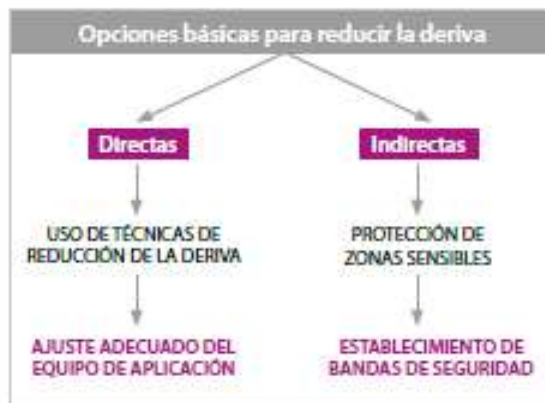 Opciones básicas para reducir la deriva
Directas
Indirectas
USO DE TÉCNICAS DE
REDUCCIÓN DE LA DERIVA
PROTECCIÓN DE
ZONAS SENSIBLES
AJUSTE ADECUADO DEL
EQUIPO DE APLICACIÓN
ESTABLECIMIENTO DE
BANDAS DE SEGURIDAD